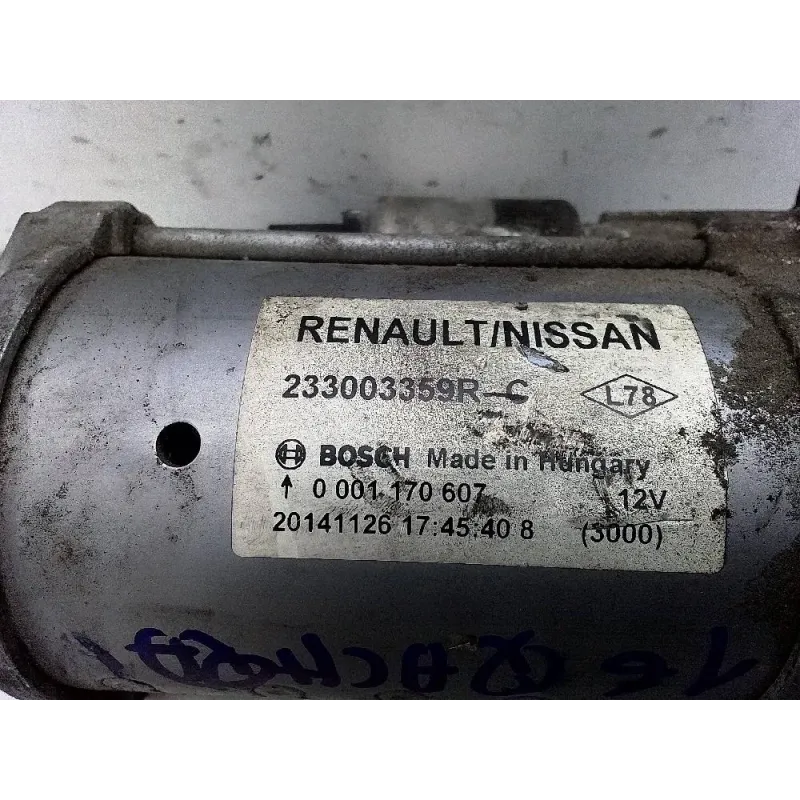 RENAULT/NISSAN
233003359R-C L78
BOSCH Made in Hungary
↑ 0 001 170 607 12V
20141126 17:45:40 8 (3000)